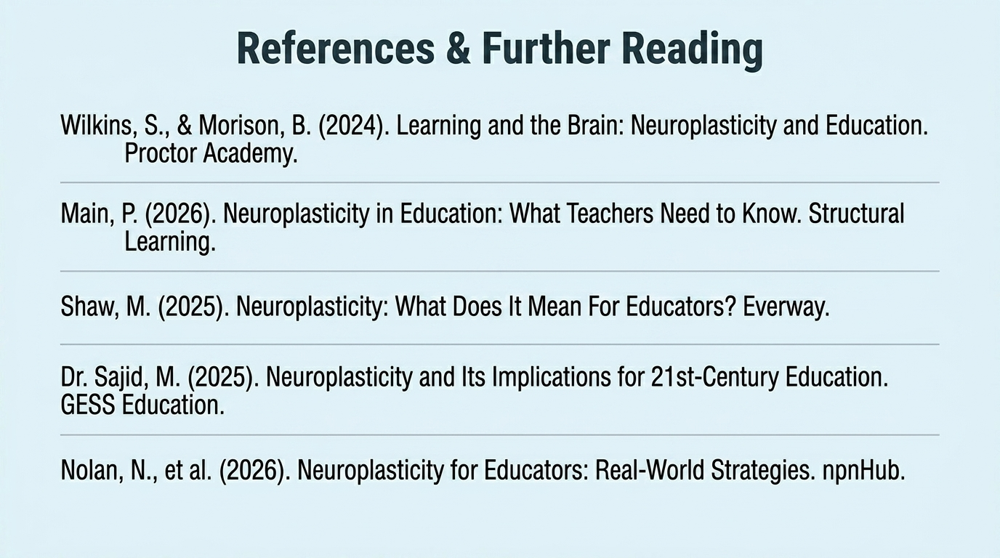 References & Further Reading
Wilkins, S., & Morison, B. (2024). Learning and the Brain: Neuroplasticity and Education.
Proctor Academy.
Main, P. (2026). Neuroplasticity in Education: What Teachers Need to Know. Structural
Learning.
Shaw, M. (2025). Neuroplasticity: What Does It Mean For Educators? Everway.
Dr. Sajid, M. (2025). Neuroplasticity and Its Implications for 21st-Century Education.
GESS Education.
Nolan, N., et al. (2026). Neuroplasticity for Educators: Real-World Strategies. npnHub.